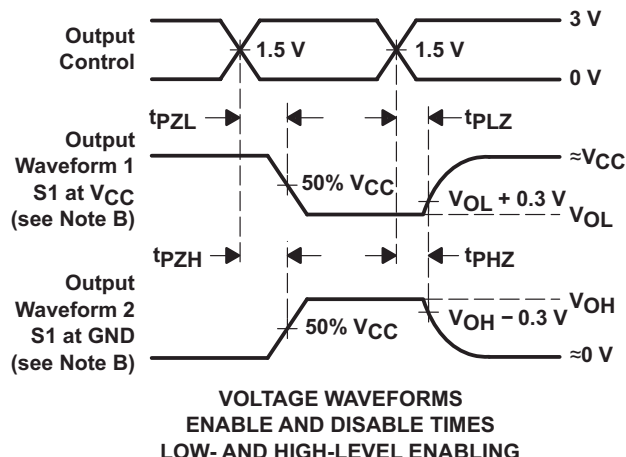 Output
Control
1.5 V
1.5 V
3 V
0 V
tPZL
tPLZ
Output
Waveform 1
S1 at VCC
(see Note B)
50% VCC
≈VCC
VOL + 0.3 V
VOL
tPZH
tPHZ
Output
Waveform 2
S1 at GND
(see Note B)
50% VCC
VOH
VOH − 0.3 V
≈0 V
VOLTAGE WAVEFORMS
ENABLE AND DISABLE TIMES
LOW- AND HIGH-LEVEL ENABLING